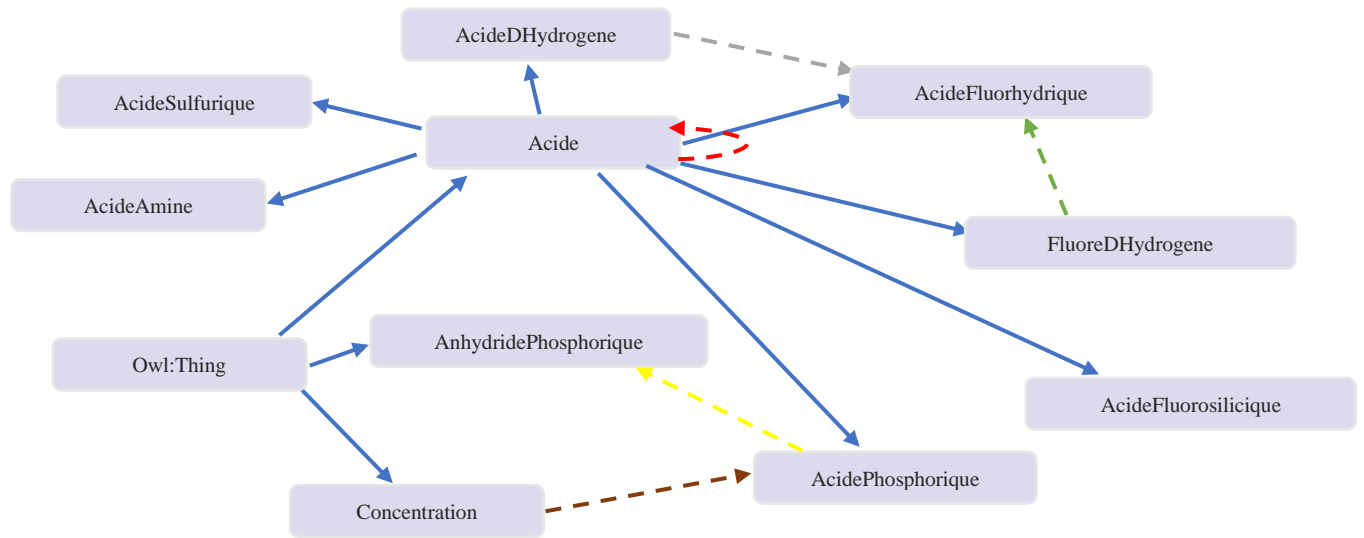 AcideDHydrogene
AcideFluorhydrique
AcideSulfurique
Acide
AcideAmine
FluoreDHydrogene
AnhydridePhosphorique
Owl:Thing
AcideFluorosilicique
AcidePhosphorique
Concentration